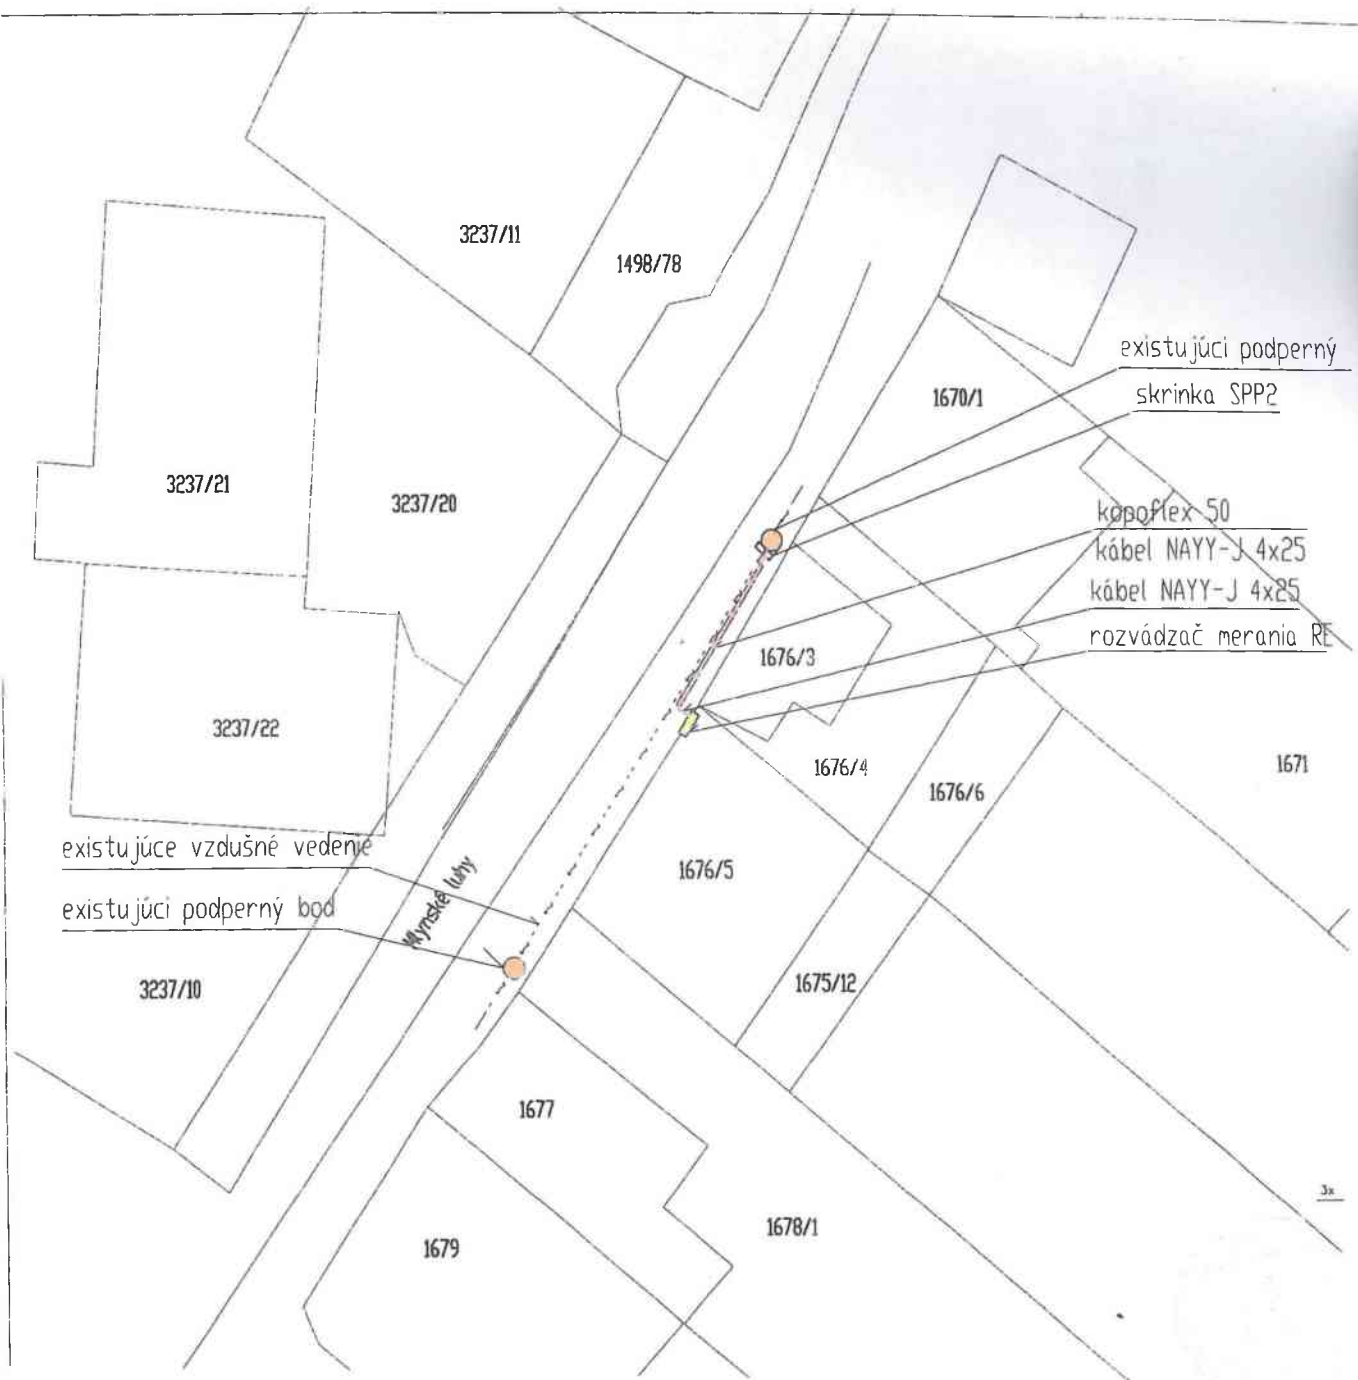 3237/11
1498/78
existujúci podperný
skrinka SPP2
1670/1
3237/21
3237/20
kopoflex 50
kábel NAYY-J 4x25
kábel NAYY-J 4x25
rozvádzač merania RE
1676/3
3237/22
1676/4
1676/6
1671
existujúce vzdušné vedenie
1676/5
existujúci podperný bod
Mlynské luhy
3237/10
1675/12
1677
3x
1678/1
1679